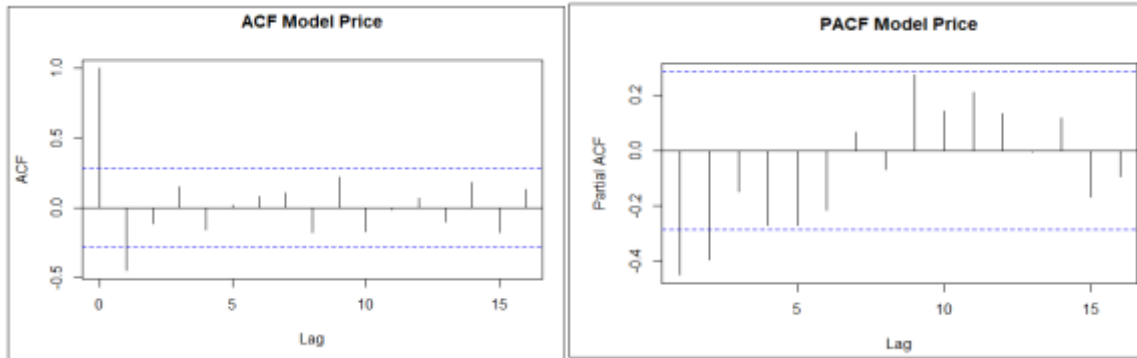 ACF Model Price
ACF
1.0
0.5
0.0
-0.5
0 5 10 15
Lag
PACF Model Price
Partial ACF
0.2
0.0
-0.2
-0.4
5 10 15
Lag